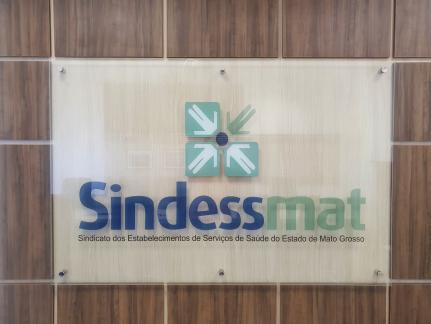 Sindessmat
Sindicato dos Estabelecimentos de Serviços de Saúde do Estado de Mato Grosso